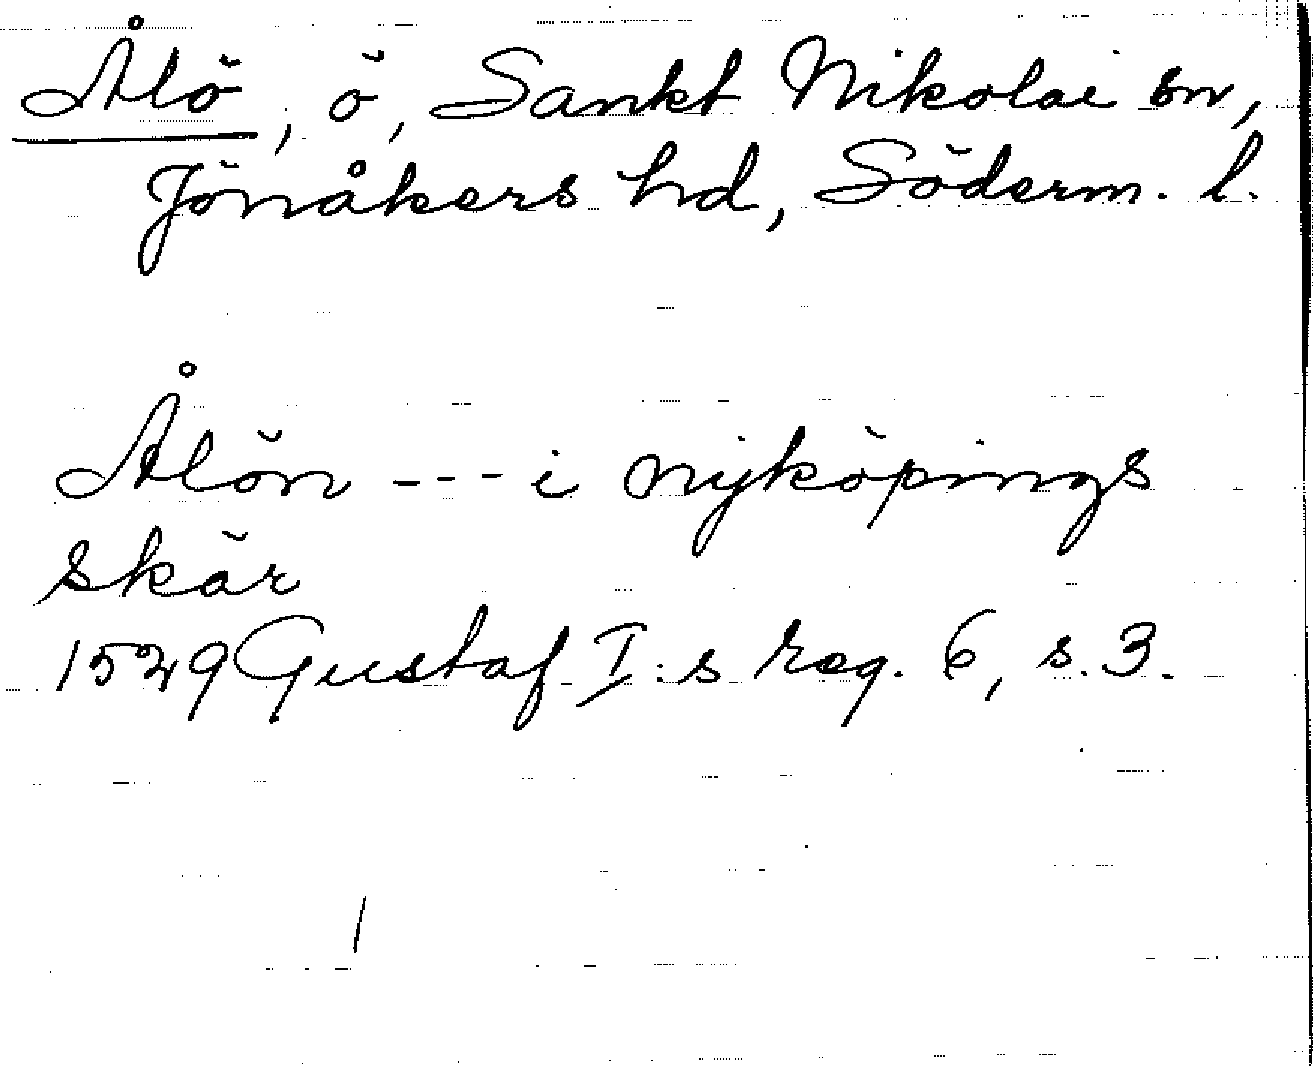 Ålö, ö, Sankt Nikolai sn,
Jönåkers hd, Söderm. l.
Ålön --- i nyköpings
skär
1529 Gustaf I:s reg. 6, s. 3.